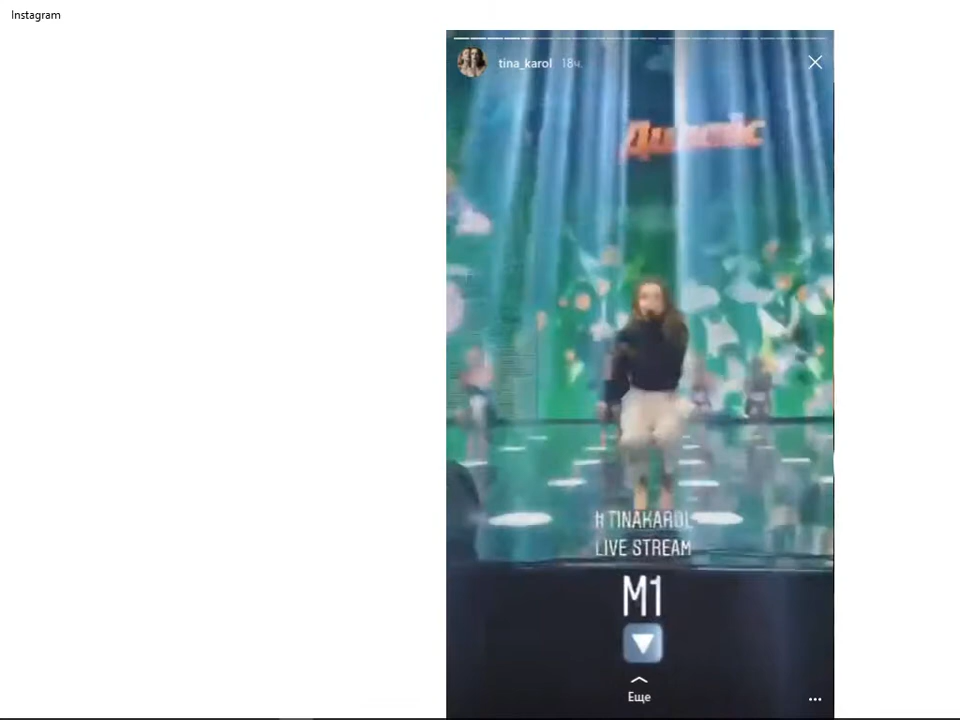 Instagram
tina_karol 18ч.
# TINAKAROL
LIVE STREAM
M1
Еще